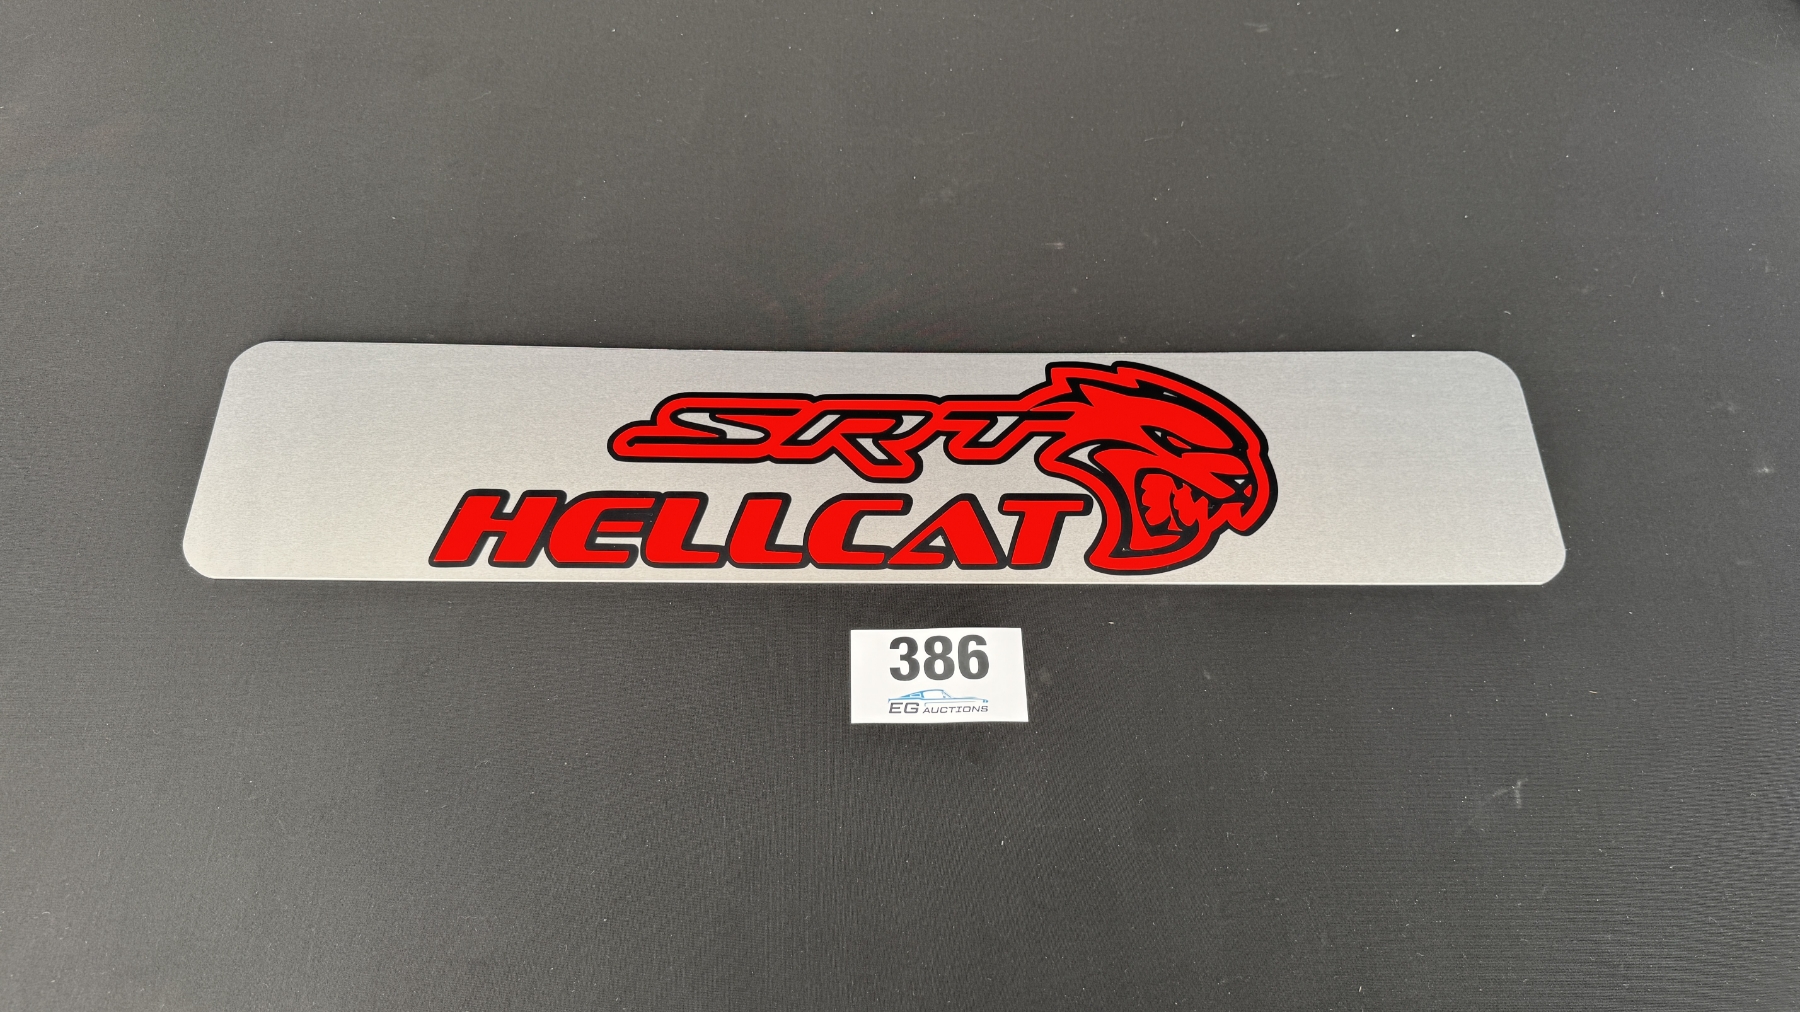 SRT
HELLCAT
386
EG AUCTIONS